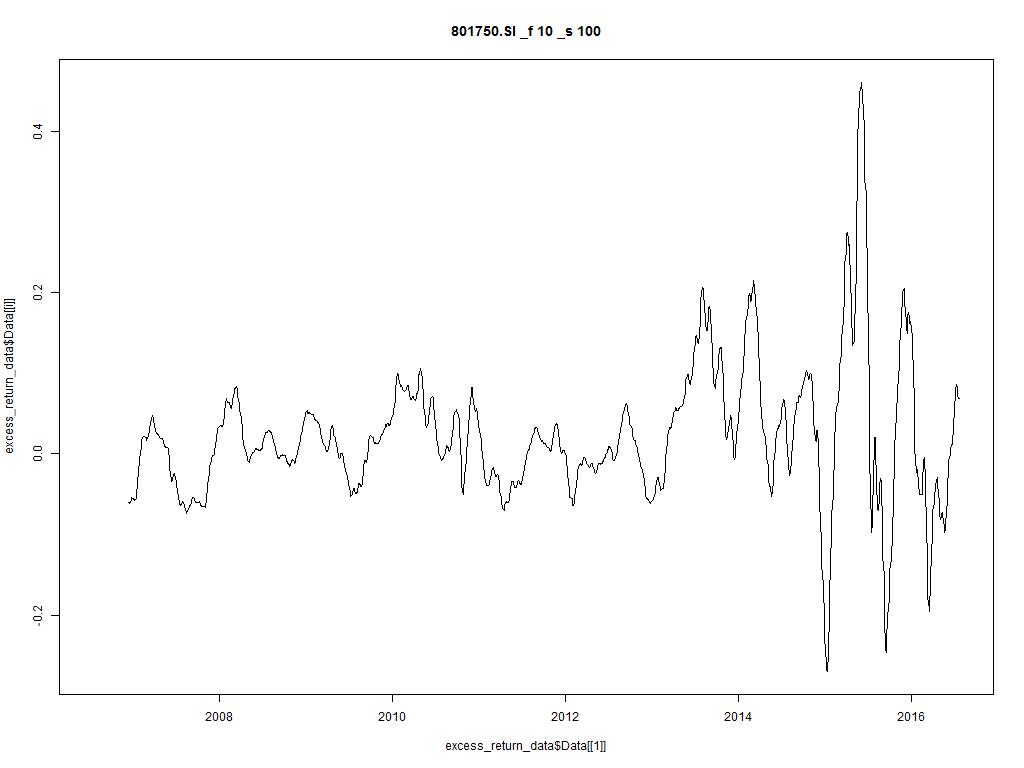 801750.SI _f 10 _s 100
excess_return_data$Data[[i]]
0.4
0.2
0.0
-0.2
2008 2010 2012 2014 2016
excess_return_data$Data[[1]]